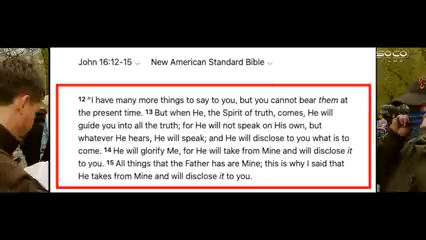 John 16:12-15 New American Standard Bible
SOCO
12 "I have many more things to say to you, but you cannot bear them at
the present time. 13 But when He, the Spirit of truth, comes, He will
guide you into all the truth; for He will not speak on His own, but
whatever He hears, He will speak; and He will disclose to you what is to
come. 14 He will glorify Me, for He will take from Mine and will disclose it
to you. 15 All things that the Father has are Mine; this is why I said that
He takes from Mine and will disclose it to you.